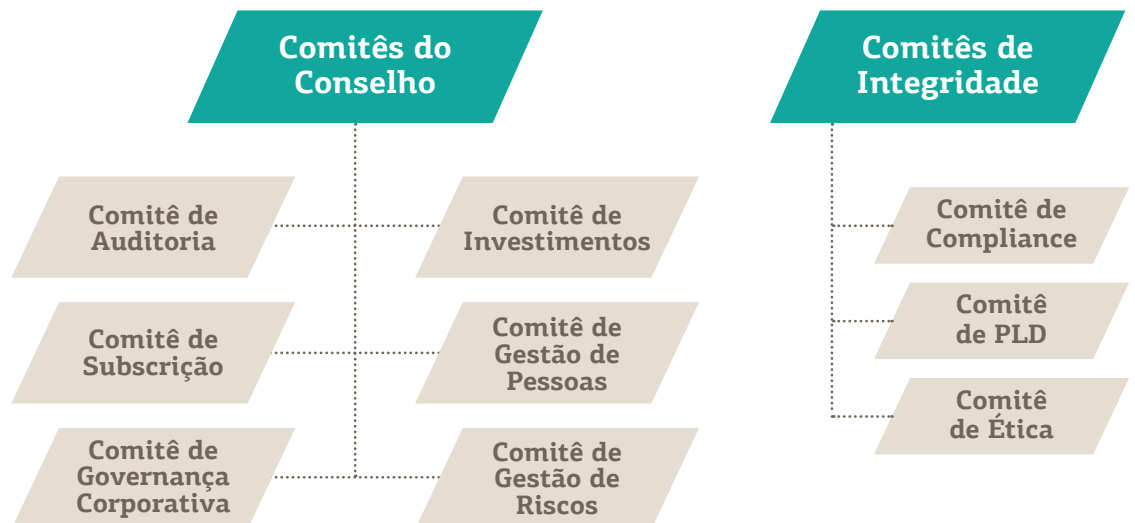 Comitês do
Conselho
Comitê de
Auditoria
Comitê de
Investimentos
Comitê de
Subscrição
Comitê de
Gestão de
Pessoas
Comitê de
Governança
Corporativa
Comitê de
Gestão de
Riscos
Comitês de
Integridade
Comitê de
Compliance
Comitê
de PLD
Comitê
de Ética